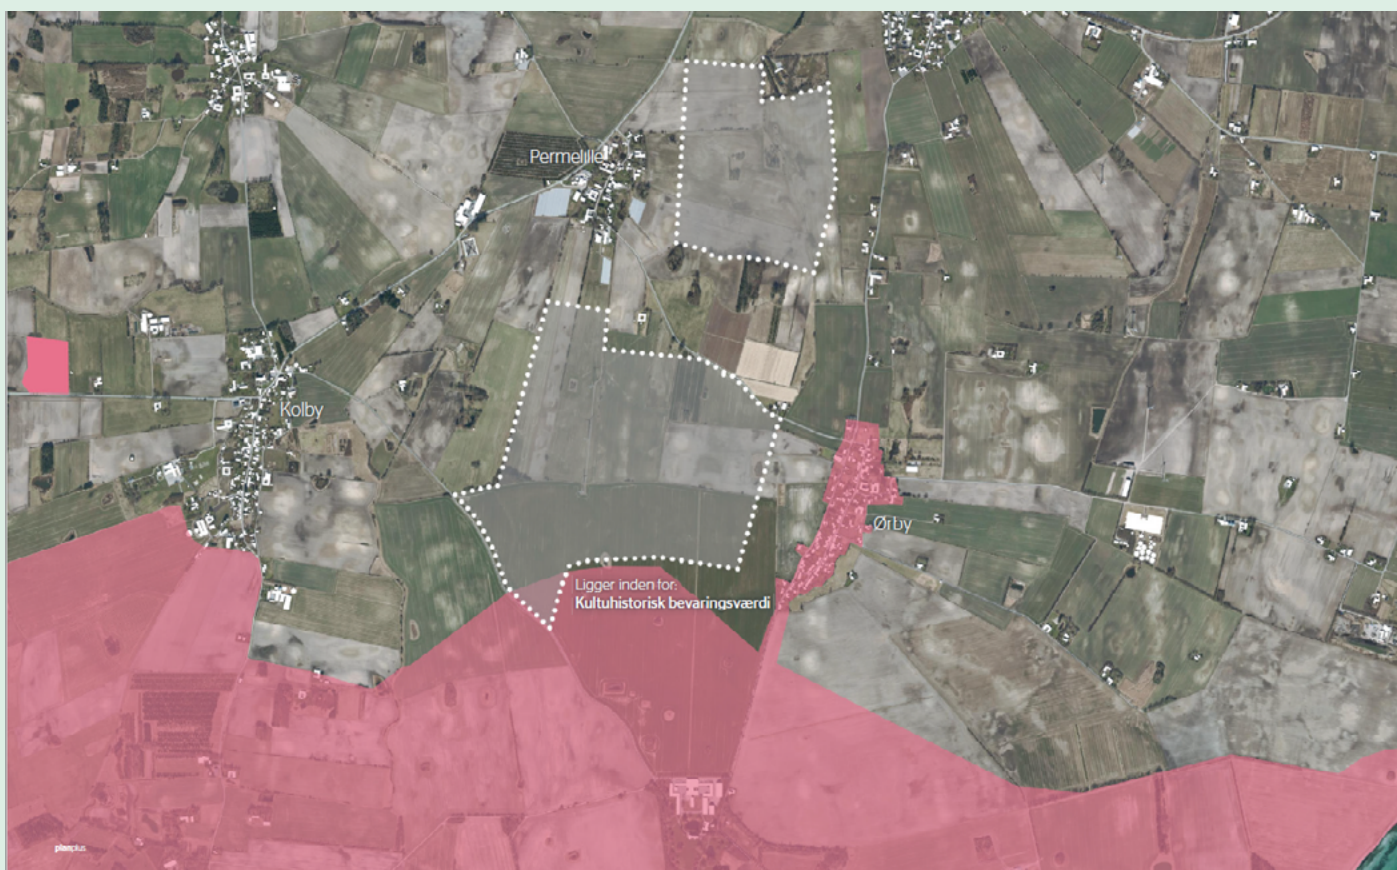 Permelille
Kolby
Ørby
Ligger inden for:
Kultuhistorisk bevaringsværdi
planplus